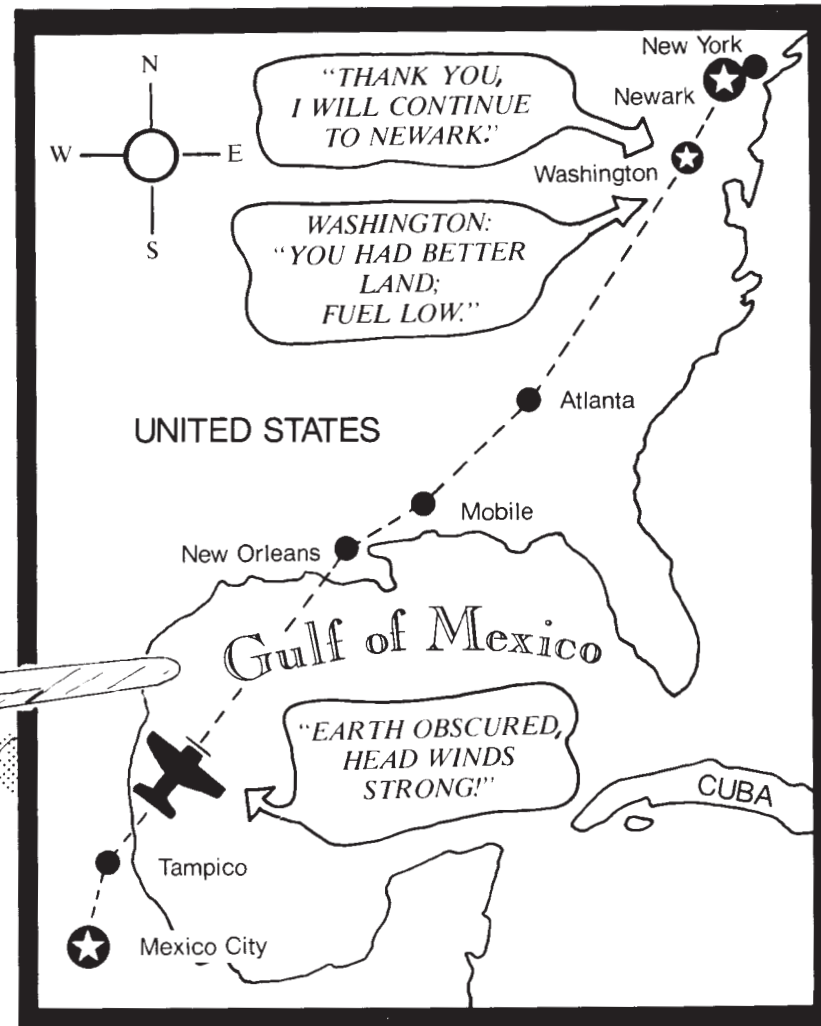 New York
N
"THANK YOU,
I WILL CONTINUE
TO NEWARK."
Newark
W
E
Washington
S
WASHINGTON:
"YOU HAD BETTER
LAND;
FUEL LOW."
Atlanta
UNITED STATES
Mobile
New Orleans
Gulf of Mexico
"EARTH OBSCURED,
HEAD WINDS
STRONG!"
CUBA
Tampico
Mexico City